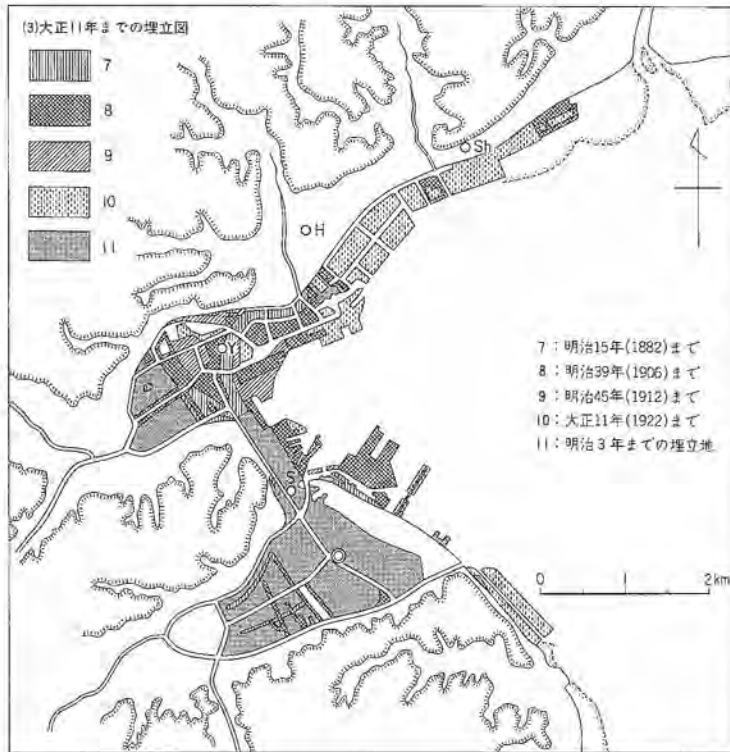 (3)大正11年までの埋立図
7
8
9
10
11
Sh
H
Y
S
7：明治15年(1882)まで
8：明治39年(1906)まで
9：明治45年(1912)まで
10：大正11年(1922)まで
11：明治3年までの埋立地
0 1 2km